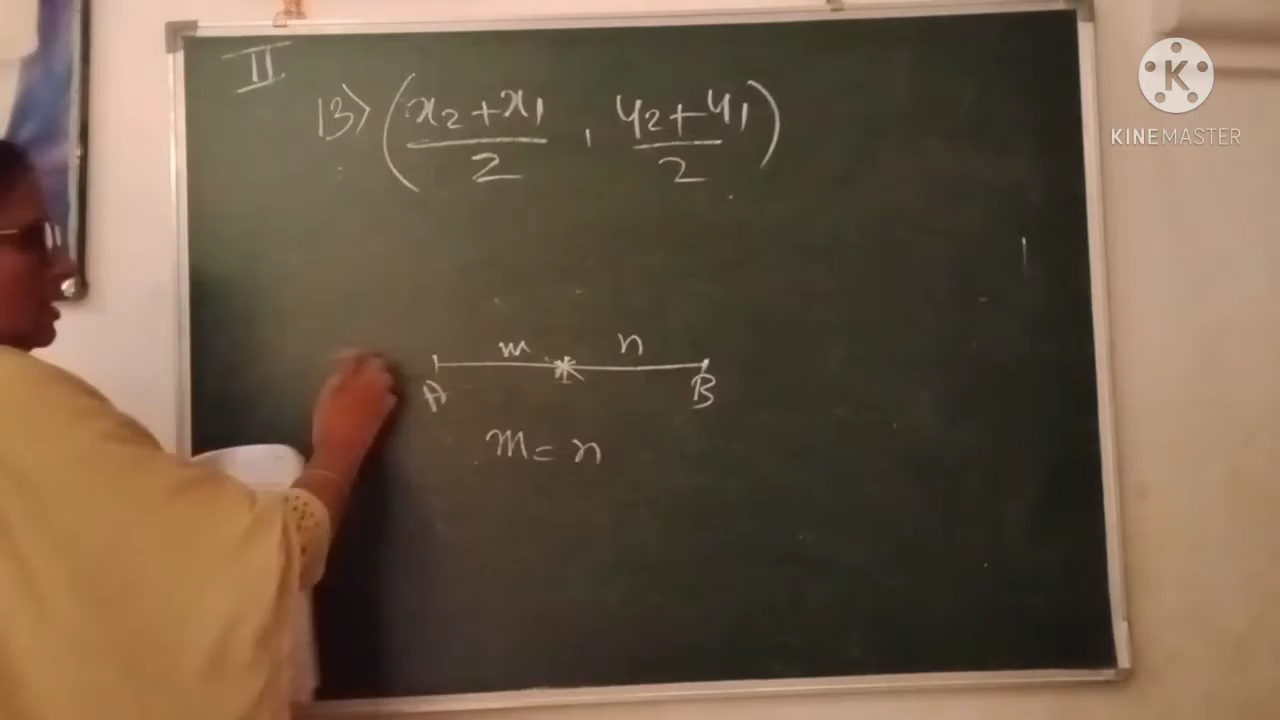 II
13> (x₂+x₁/2 , y₂+y₁/2)
m n
A B
m = n
K
KINEMASTER